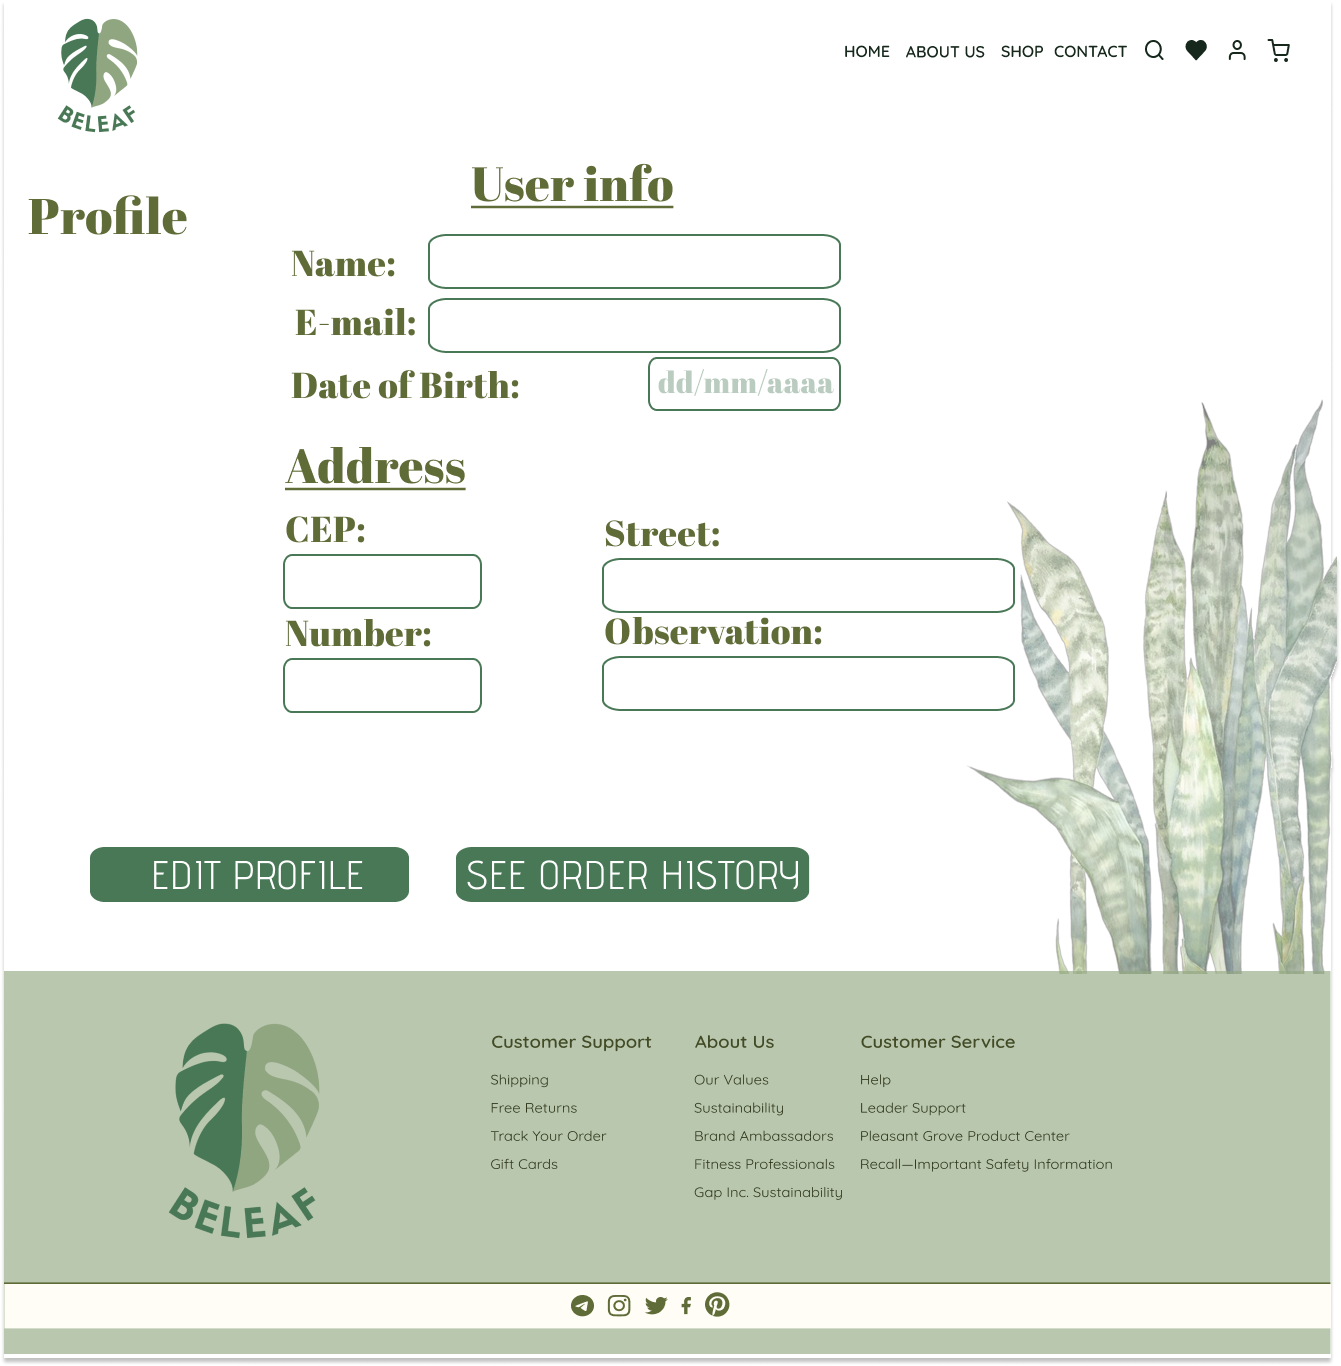 HOME ABOUT US SHOP CONTACT
BELEAF
User info
Profile
Name:
E-mail:
Date of Birth: dd/mm/aaaa
Address
CEP: Street:
Number: Observation:
EDIT PROFILE SEE ORDER HISTORY
Customer Support About Us Customer Service
Shipping Our Values Help
Free Returns Sustainability Leader Support
Track Your Order Brand Ambassadors Pleasant Grove Product Center
Gift Cards Fitness Professionals Recall—Important Safety Information
Gap Inc. Sustainability
BELEAF